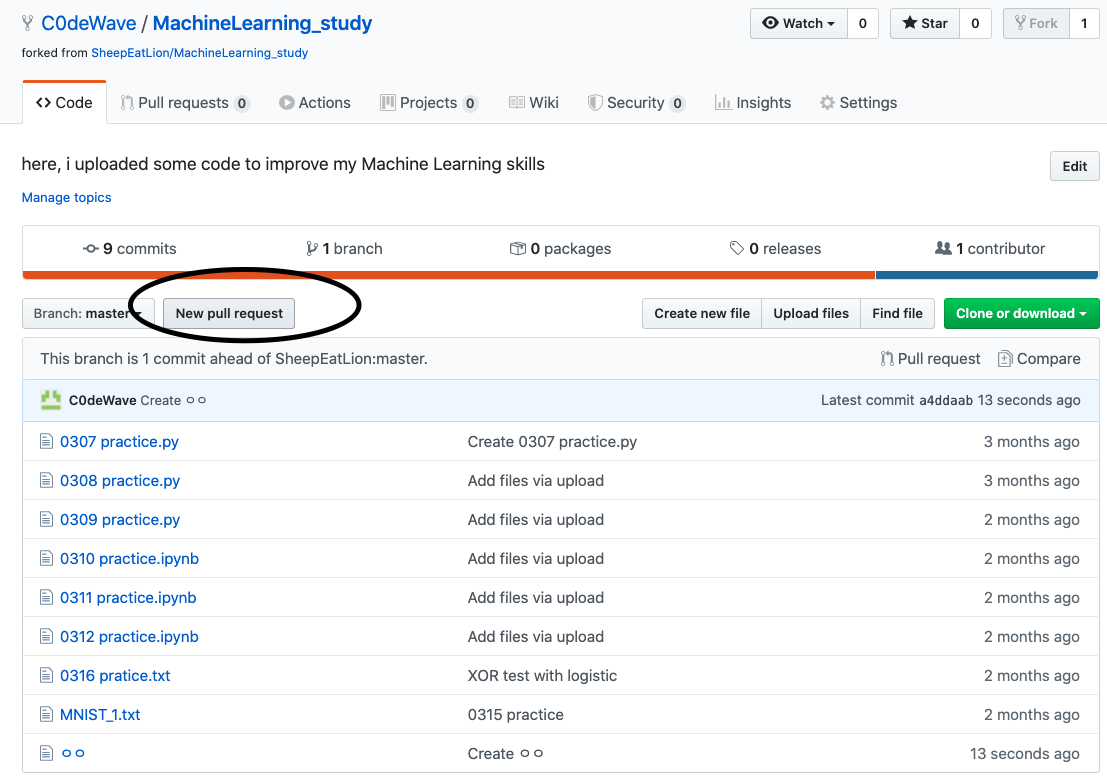 C0deWave / MachineLearning_study
Watch 0 Star 0 Fork 1
forked from SheepEatLion/MachineLearning_study
Code Pull requests 0 Actions Projects 0 Wiki Security 0 Insights Settings
here, i uploaded some code to improve my Machine Learning skills
Edit
Manage topics
9 commits 1 branch 0 packages 0 releases 1 contributor
Branch: master New pull request Create new file Upload files Find file Clone or download
This branch is 1 commit ahead of SheepEatLion:master. Pull request Compare
C0deWave Create ㅇㅇ Latest commit a4ddaab 13 seconds ago
0307 practice.py Create 0307 practice.py 3 months ago
0308 practice.py Add files via upload 3 months ago
0309 practice.py Add files via upload 2 months ago
0310 practice.ipynb Add files via upload 2 months ago
0311 practice.ipynb Add files via upload 2 months ago
0312 practice.ipynb Add files via upload 2 months ago
0316 pratice.txt XOR test with logistic 2 months ago
MNIST_1.txt 0315 practice 2 months ago
ㅇㅇ Create ㅇㅇ 13 seconds ago